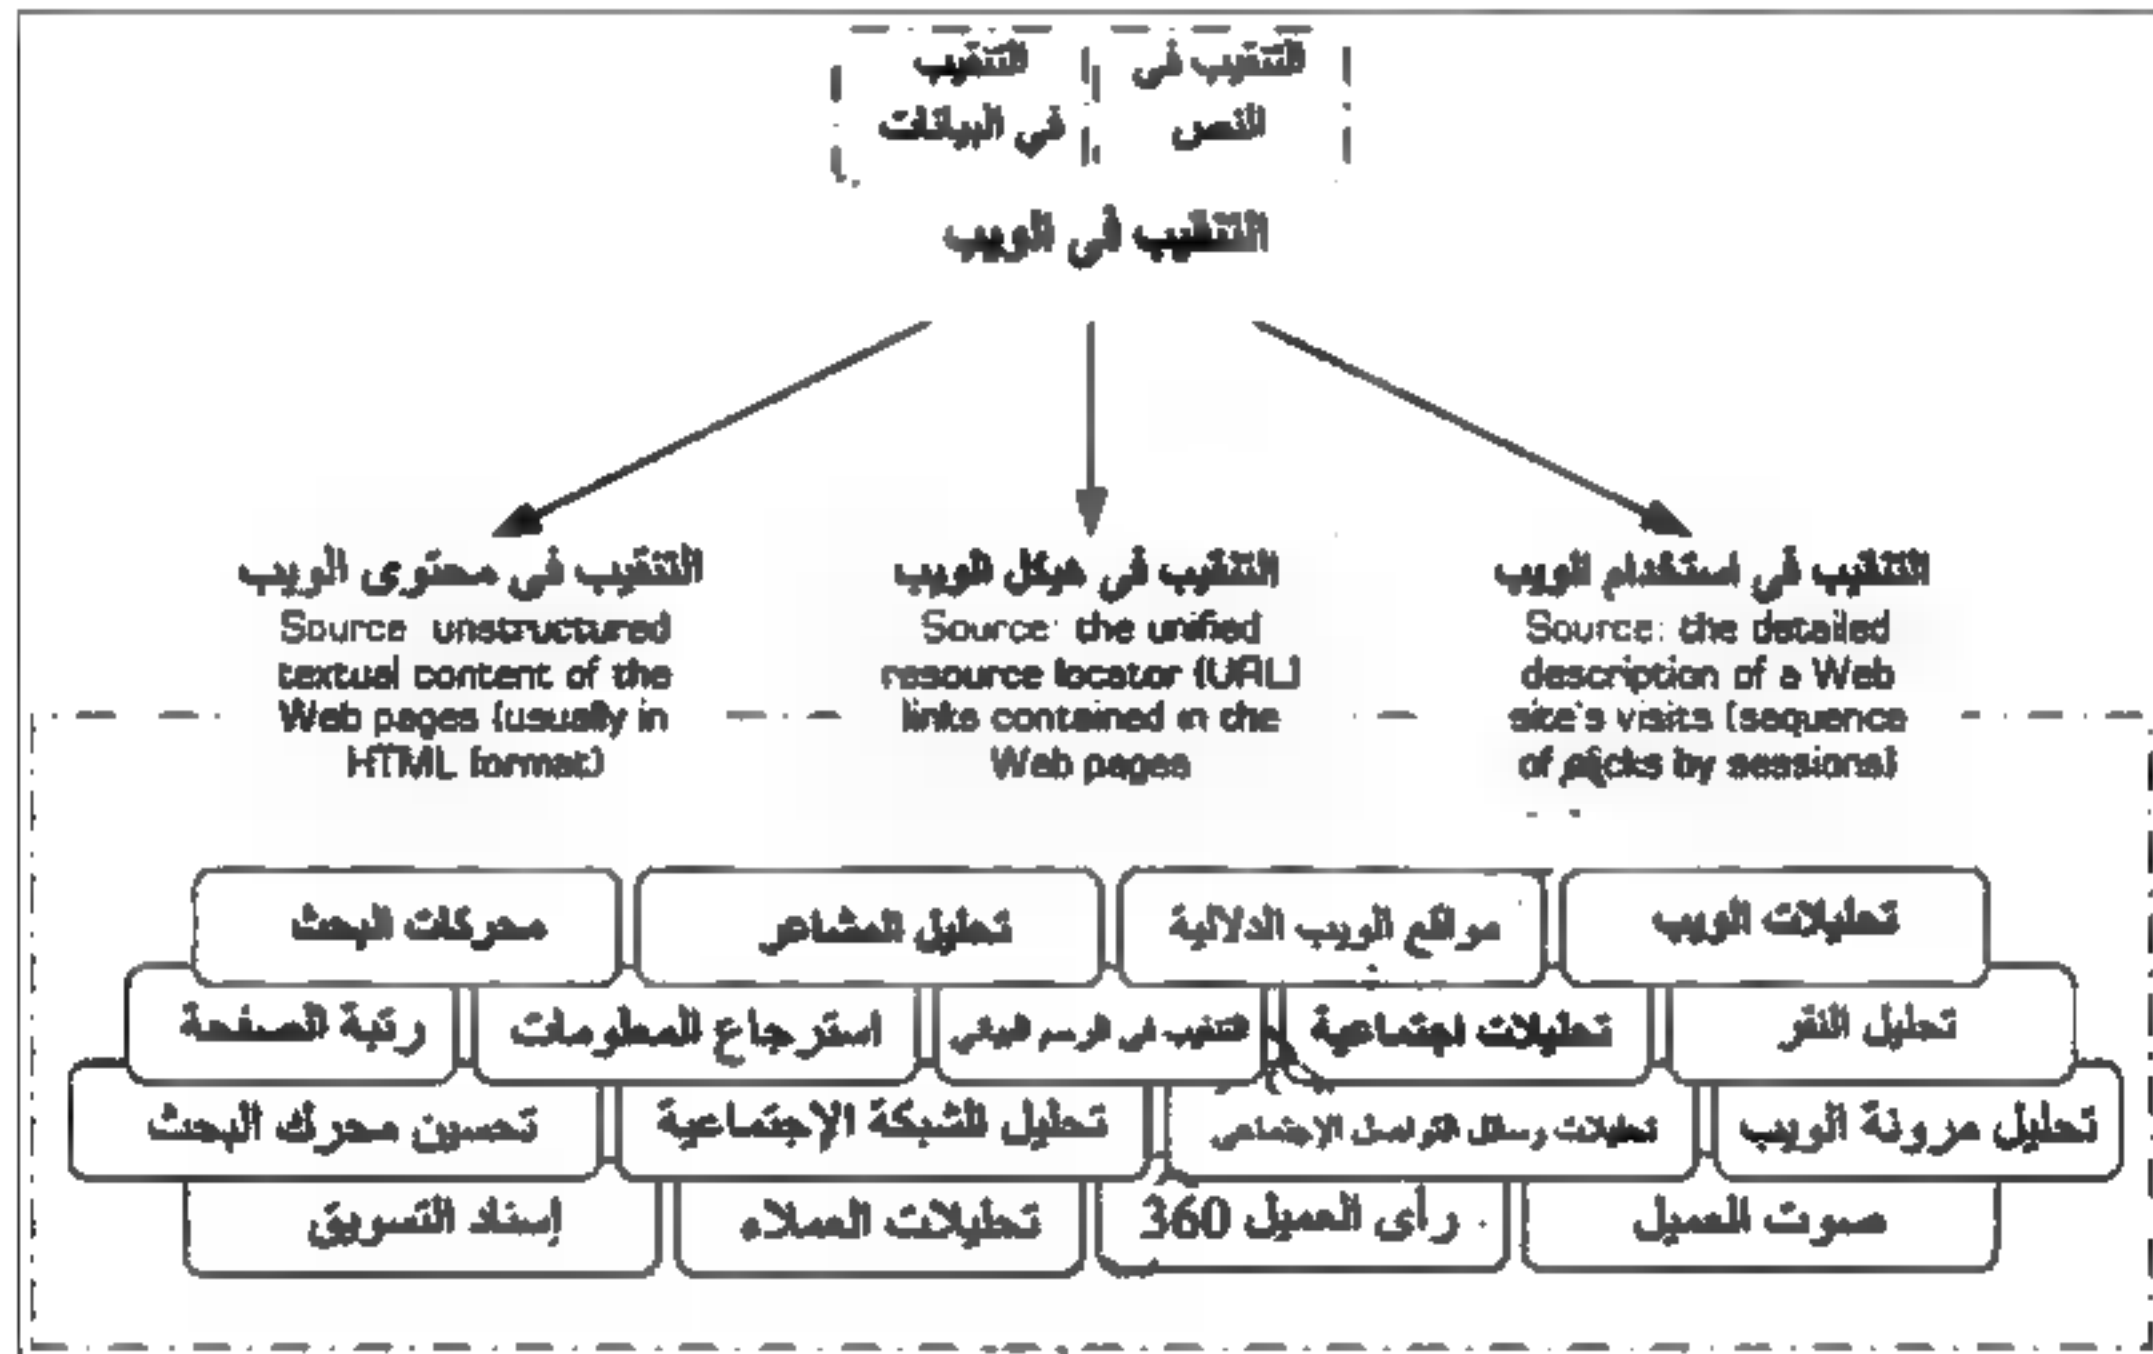 التنقيب في
النص
التنقيب
في البيانات
التنقيب في الويب
التنقيب في استخدام الويب
Source: the detailed
description of a Web
site's visits (sequence
of clicks by sessions)
التنقيب في هيكل الويب
Source: the unified
resource locator (URL)
links contained in the
Web pages
التنقيب في محتوى الويب
Source: unstructured
textual content of the
Web pages (usually in
HTML format)
تحليلات الويب
مواقع الويب الدلالية
تحليل المشاعر
محركات البحث
تحليل النقر
تحليلات اجتماعية
التنقيب في الرسم البياني
استرجاع المعلومات
رتبة الصفحة
تحليل مرونة الويب
تحليلات وسائل التواصل الإجتماعي
تحليل الشبكة الإجتماعية
تحسين محرك البحث
صوت العميل
رأى العميل 360
تحليلات العملاء
إسناد التسويق